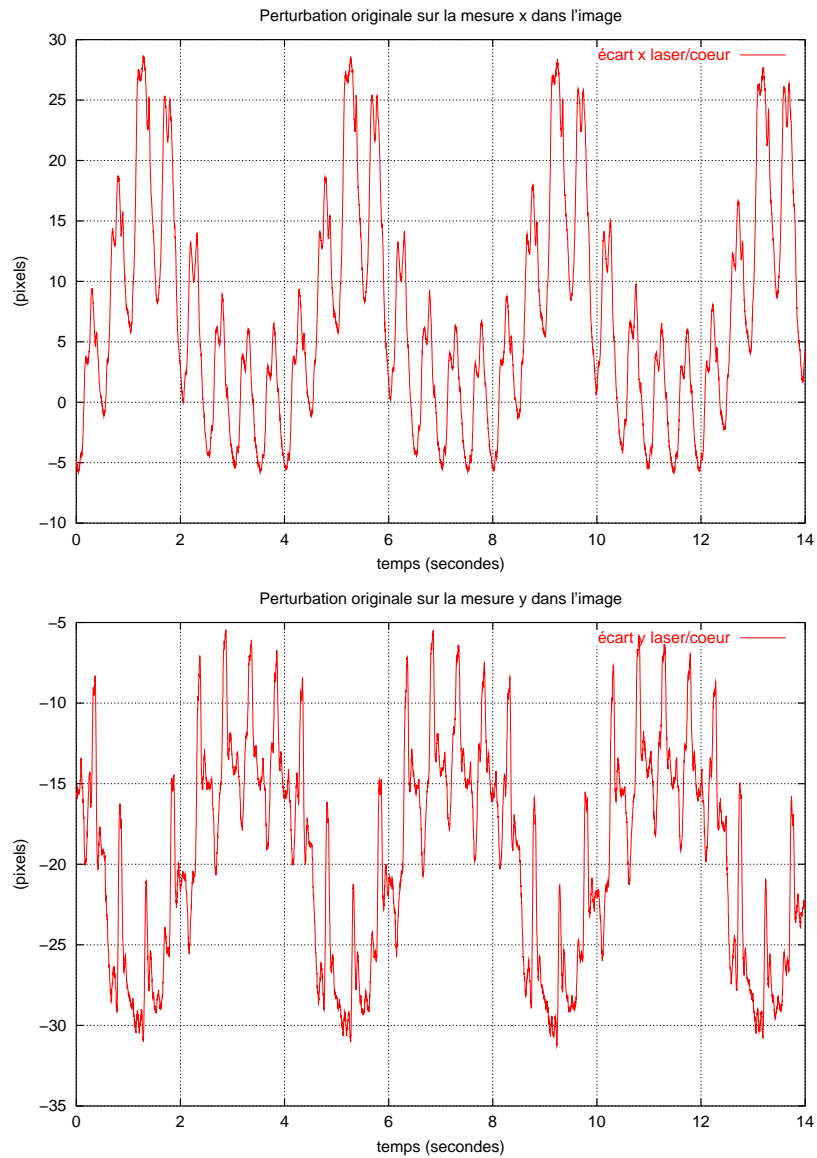 Perturbation originale sur la mesure x dans l'image
écart x laser/coeur
30
25
20
15
10
5
0
−5
−10
(pixels)
0 2 4 6 8 10 12 14
temps (secondes)
Perturbation originale sur la mesure y dans l'image
écart y laser/coeur
−5
−10
−15
−20
−25
−30
−35
(pixels)
0 2 4 6 8 10 12 14
temps (secondes)